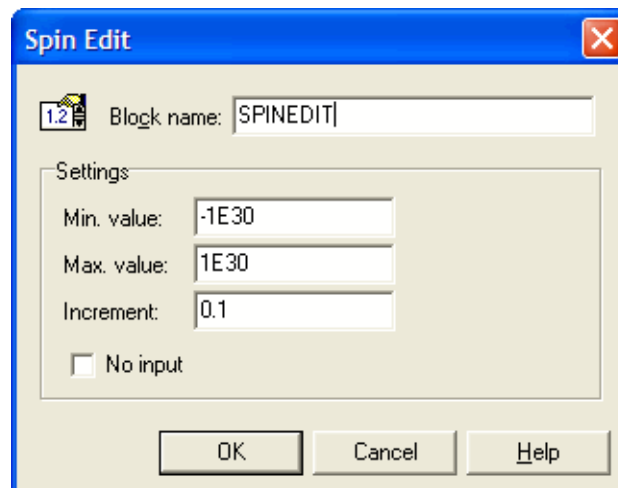 Spin Edit
1.2
Block name: SPINEDIT
Settings
Min. value: -1E30
Max. value: 1E30
Increment: 0.1
No input
OK Cancel Help